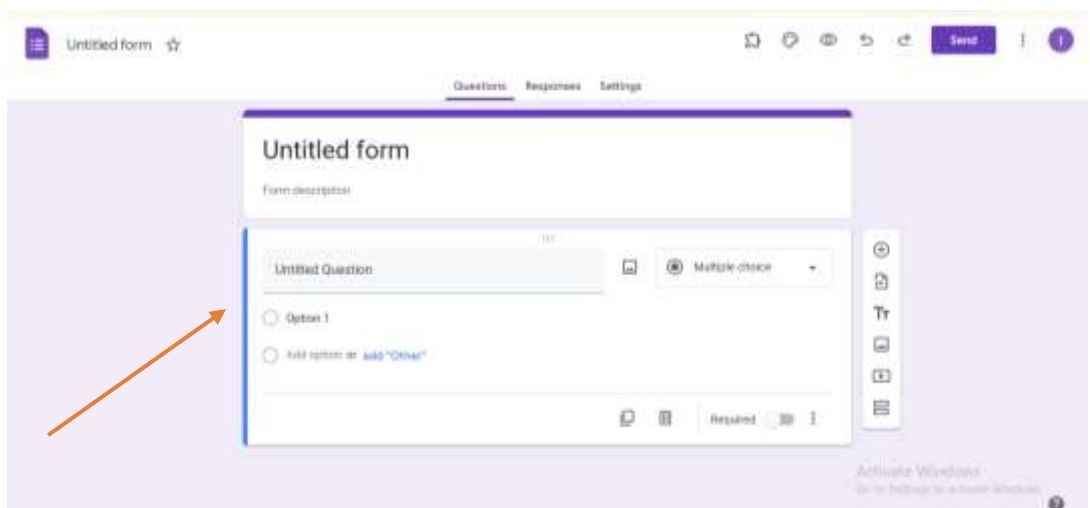 Untitled form
Send
Questions Responses Settings
Untitled form
Form description
Untitled Question
Multiple choice
Option 1
Add option or add "Other"
Tт
Required
Activate Windows
Go to Settings to activate Windows.